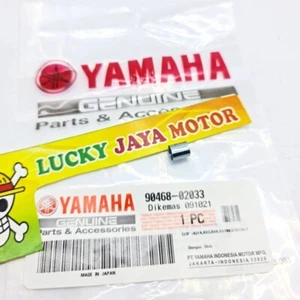 YAMAHA
GENUINE
Parts & Accessories
LUCKY JAYA MOTOR
YAMAHA
GENUINE
Parts & Accessories
90468-02033
Dikemas 091021
1 PC
MADE IN JAPAN
PT YAMAHA INDONESIA MOTOR MFG.
JAKARTA-INDONESIA